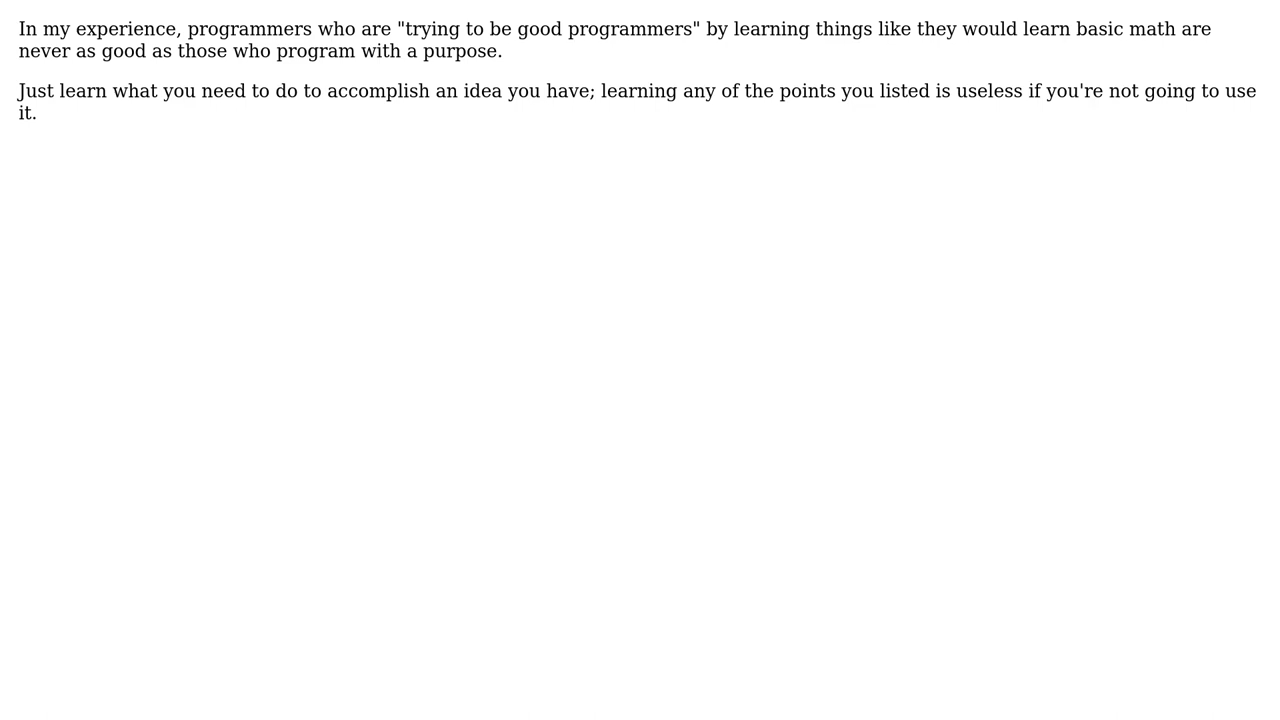 In my experience, programmers who are "trying to be good programmers" by learning things like they would learn basic math are
never as good as those who program with a purpose.
Just learn what you need to do to accomplish an idea you have; learning any of the points you listed is useless if you're not going to use
it.